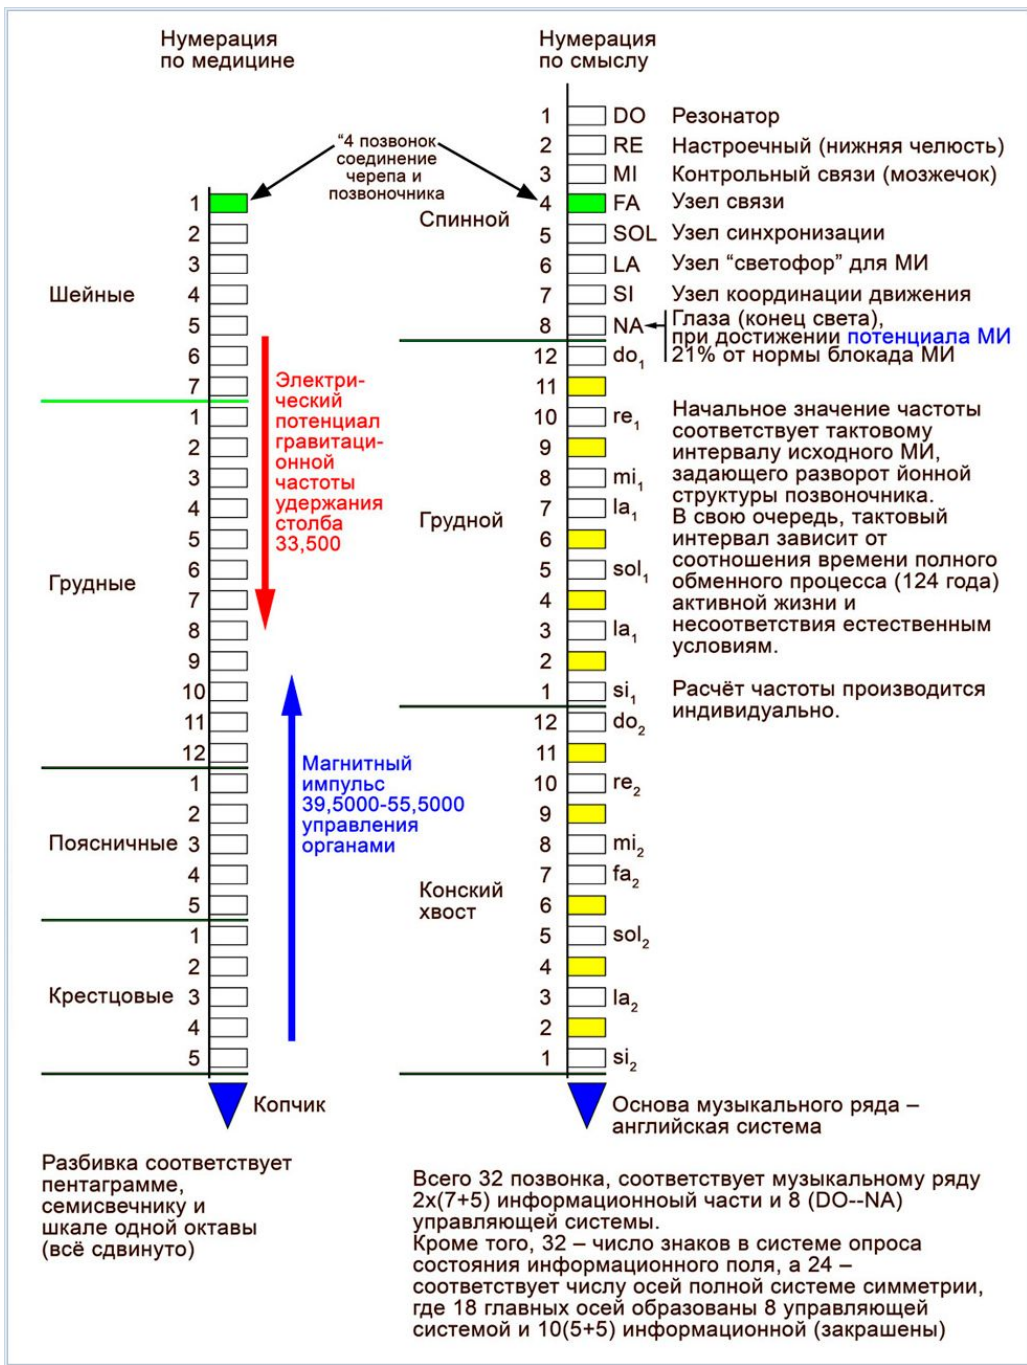 Нумерация
по медицине
"4 позвонок
соединение
черепа и
позвоночника
Шейные
1
2
3
4
5
6
7
Грудные
1
2
3
4
5
6
7
8
9
10
11
12
Поясничные
1
2
3
4
5
Крестцовые
1
2
3
4
5
Копчик
Электри-
ческий
потенциал
гравитаци-
онной
частоты
удержания
столба
33,500
Магнитный
импульс
39,5000-55,5000
управления
органами
Разбивка соответствует
пентаграмме,
семисвечнику и
шкале одной октавы
(всё сдвинуто)
Нумерация
по смыслу
Спинной
1 DO Резонатор
2 RE Настроечный (нижняя челюсть)
3 MI Контрольный связи (мозжечок)
4 FA Узел связи
5 SOL Узел синхронизации
6 LA Узел "светофор" для МИ
7 SI Узел координации движения
8 NA Глаза (конец света),
при достижении потенциала МИ
21% от нормы блокада МИ
Грудной
12 do1
11
10 re1
9
8 mi1
7 la1
6
5 sol1
4
3 la1
2
1 si1
Начальное значение частоты
соответствует тактовому
интервалу исходного МИ,
задающего разворот йонной
структуры позвоночника.
В свою очередь, тактовый
интервал зависит от
соотношения времени полного
обменного процесса (124 года)
активной жизни и
несоответствия естественным
условиям.
Расчёт частоты производится
индивидуально.
Конский
хвост
12 do2
11
10 re2
9
8 mi2
7 fa2
6
5 sol2
4
3 la2
2
1 si2
Основа музыкального ряда –
английская система
Всего 32 позвонка, соответствует музыкальному ряду
2х(7+5) информационноый части и 8 (DO--NA)
управляющей системы.
Кроме того, 32 – число знаков в системе опроса
состояния информационного поля, а 24 –
соответствует числу осей полной системе симметрии,
где 18 главных осей образованы 8 управляющей
системой и 10(5+5) информационной (закрашены)